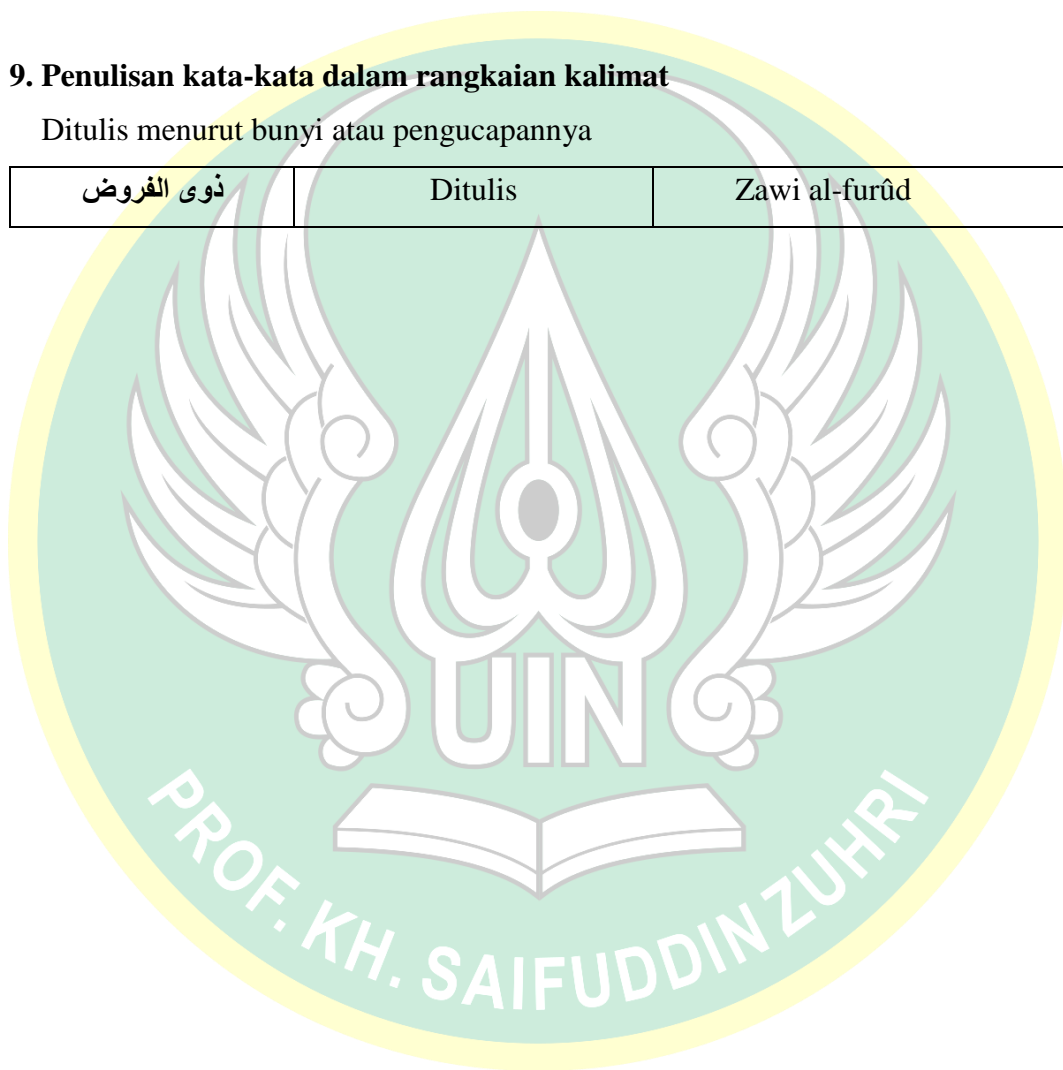 9. Penulisan kata-kata dalam rangkaian kalimat
Ditulis menurut bunyi atau pengucapannya
ذوى الفروض Ditulis Zawi al-furûd
UIN
PROF. KH. SAIFUDDIN ZUHRI